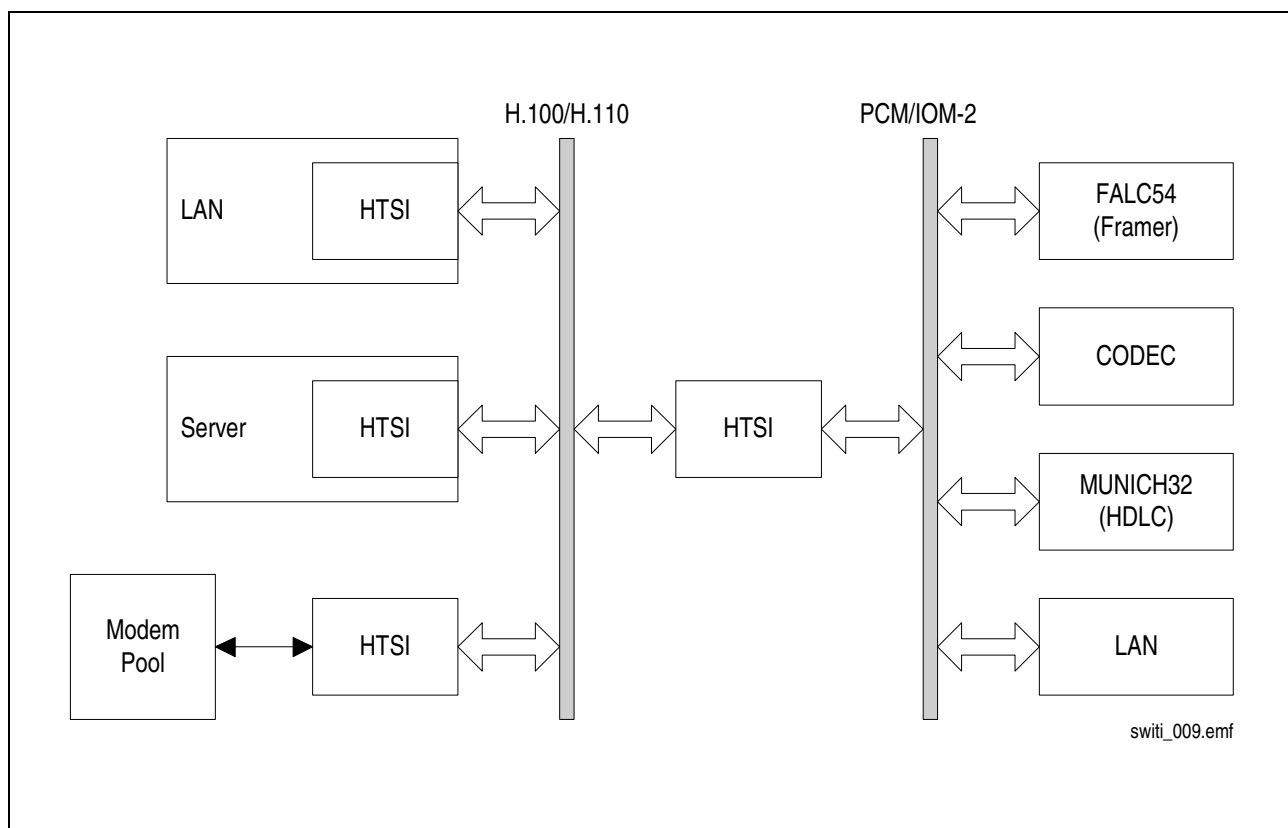 H.100/H.110
PCM/IOM-2
LAN
HTSI
FALC54
(Framer)
CODEC
Server
HTSI
HTSI
MUNICH32
(HDLC)
Modem
Pool
HTSI
LAN
switi_009.emf